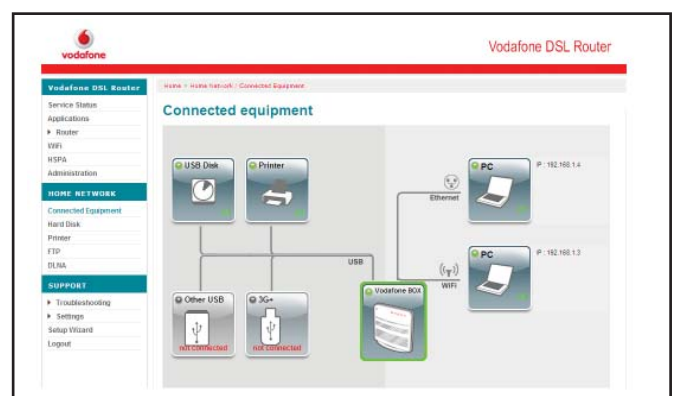 vodafone
Vodafone DSL Router
Vodafone DSL Router
Service Status
Applications
Router
WiFi
HSPA
Administration
HOME NETWORK
Connected Equipment
Hard Disk
Printer
FTP
DLNA
SUPPORT
Troubleshooting
Settings
Setup Wizard
Logout
Home > Home Network / Connected Equipment
Connected equipment
USB Disk
Printer
PC
IP : 192.168.1.4
Ethernet
USB
PC
IP : 192.168.1.3
WIFI
Other USB
not connected
3G+
not connected
Vodafone BOX